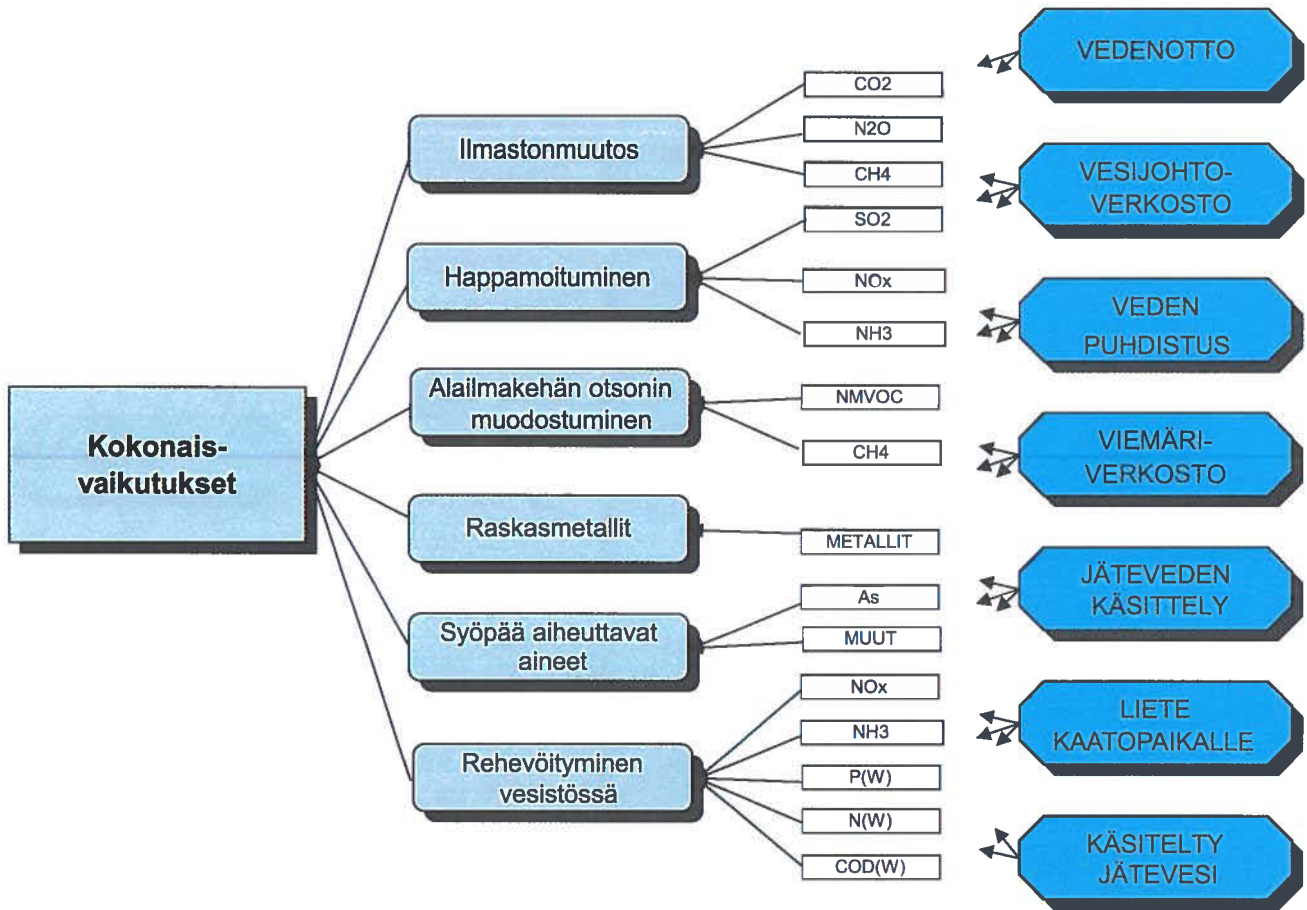 Kokonais-
vaikutukset
Ilmastonmuutos
Happamoituminen
Alailmakehän otsonin
muodostuminen
Raskasmetallit
Syöpää aiheuttavat
aineet
Rehevöityminen
vesistössä
CO2
N2O
CH4
SO2
NOx
NH3
NMVOC
CH4
METALLIT
As
MUUT
NOx
NH3
P(W)
N(W)
COD(W)
VEDENOTTO
VESIJOHTO-
VERKOSTO
VEDEN
PUHDISTUS
VIEMÄRI-
VERKOSTO
JÄTEVEDEN
KÄSITTELY
LIETE
KAATOPAIKALLE
KÄSITELTY
JÄTEVESI